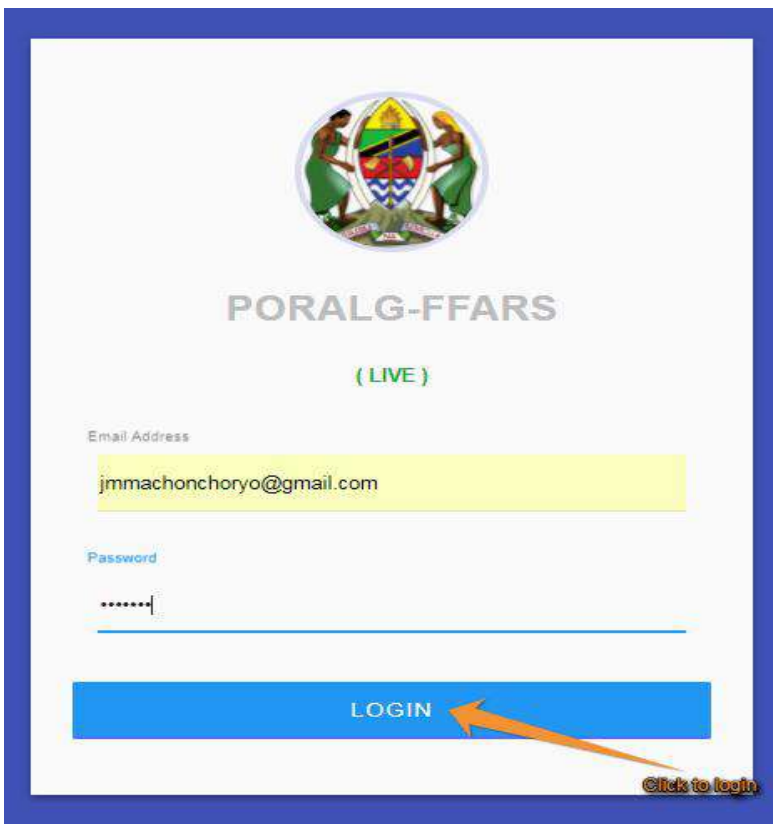 PORALG-FFARS
( LIVE )
Email Address
jmmachonchoryo@gmail.com
Password
•••••••
LOGIN
Click to login